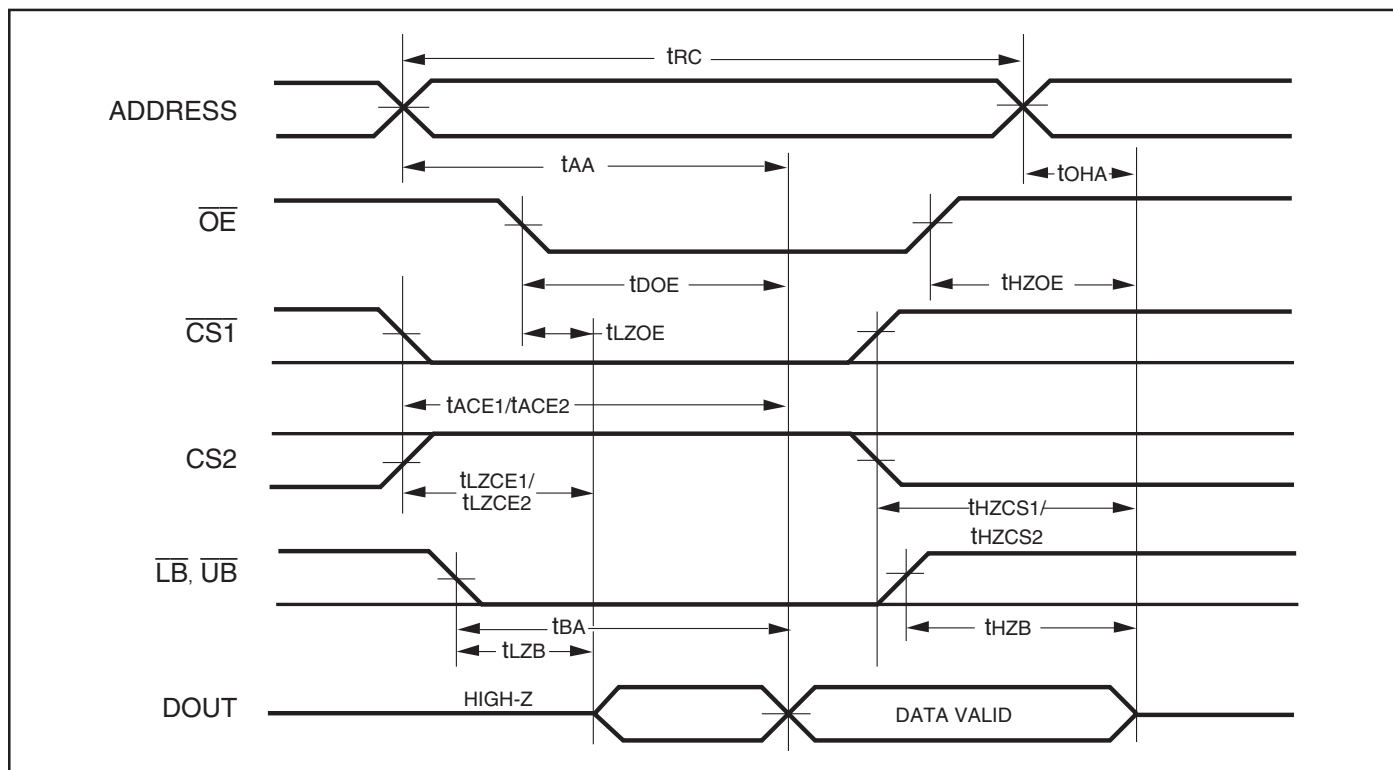 tRC
ADDRESS
tAA
tOHA
OE
tDOE
tHZOE
CS1
tLZOE
tACE1/tACE2
CS2
tLZCE1/
tLZCE2
tHZCS1/
tHZCS2
LB, UB
tBA
tHZB
tLZB
HIGH-Z
DOUT
DATA VALID